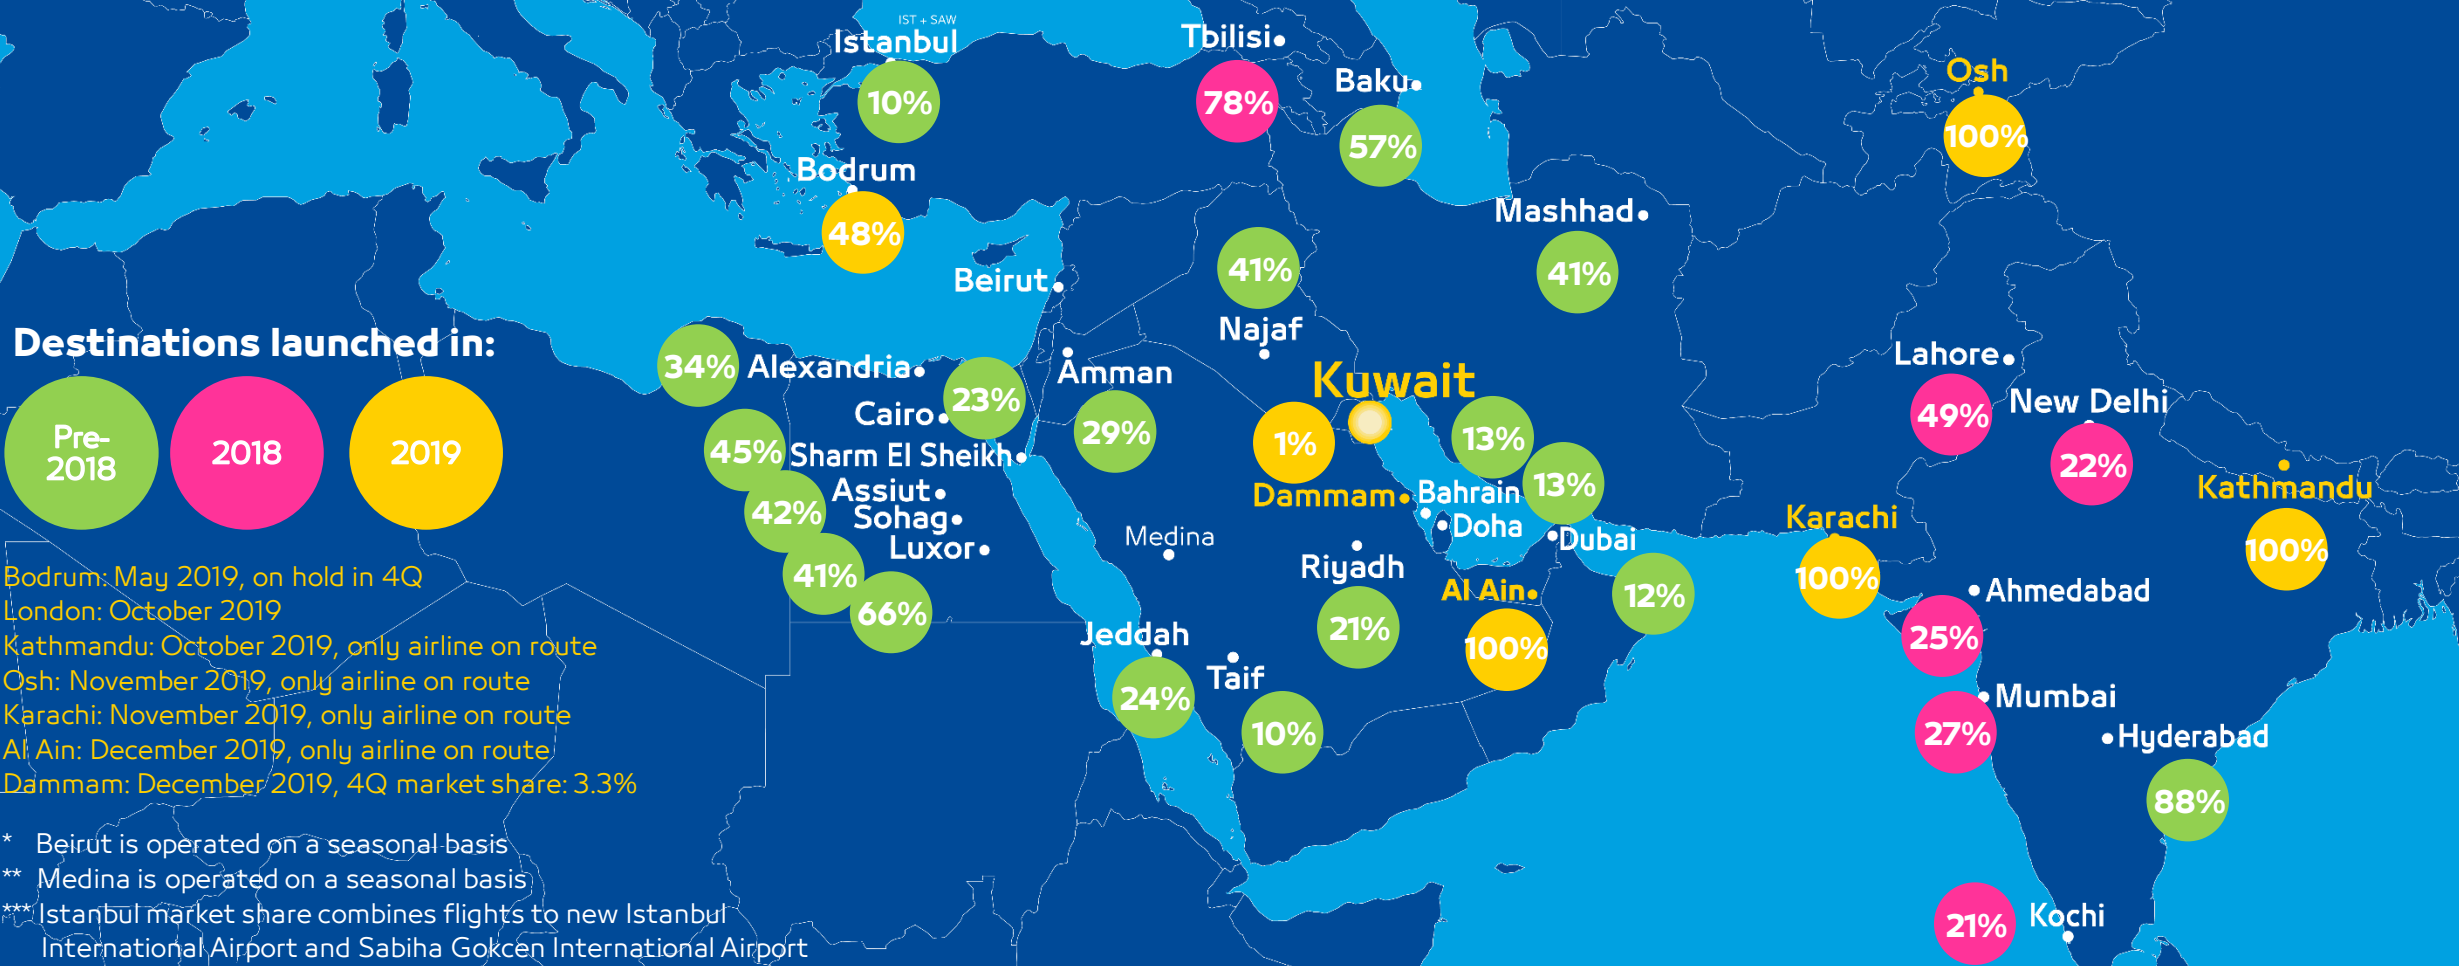 IST + SAW
Istanbul
10%
Tbilisi
78%
Baku
57%
Osh
100%
Bodrum
48%
Mashhad
41%
Beirut
41%
Najaf
Destinations launched in:
Pre-
2018
2018
2019
34%
Alexandria
23%
Cairo
Amman
29%
Kuwait
1%
13%
13%
Lahore
49%
New Delhi
22%
45%
Sharm El Sheikh
Assiut
42%
Sohag
Luxor
41%
66%
Dammam
Bahrain
Doha
Dubai
12%
Medina
Riyadh
21%
Al Ain
100%
Karachi
100%
Kathmandu
100%
Ahmedabad
25%
Jeddah
24%
Taif
10%
Mumbai
27%
Hyderabad
88%
Kochi
21%
Bodrum: May 2019, on hold in 4Q
London: October 2019
Kathmandu: October 2019, only airline on route
Osh: November 2019, only airline on route
Karachi: November 2019, only airline on route
Al Ain: December 2019, only airline on route
Dammam: December 2019, 4Q market share: 3.3%
* Beirut is operated on a seasonal basis
** Medina is operated on a seasonal basis
*** Istanbul market share combines flights to new Istanbul
International Airport and Sabiha Gokcen International Airport